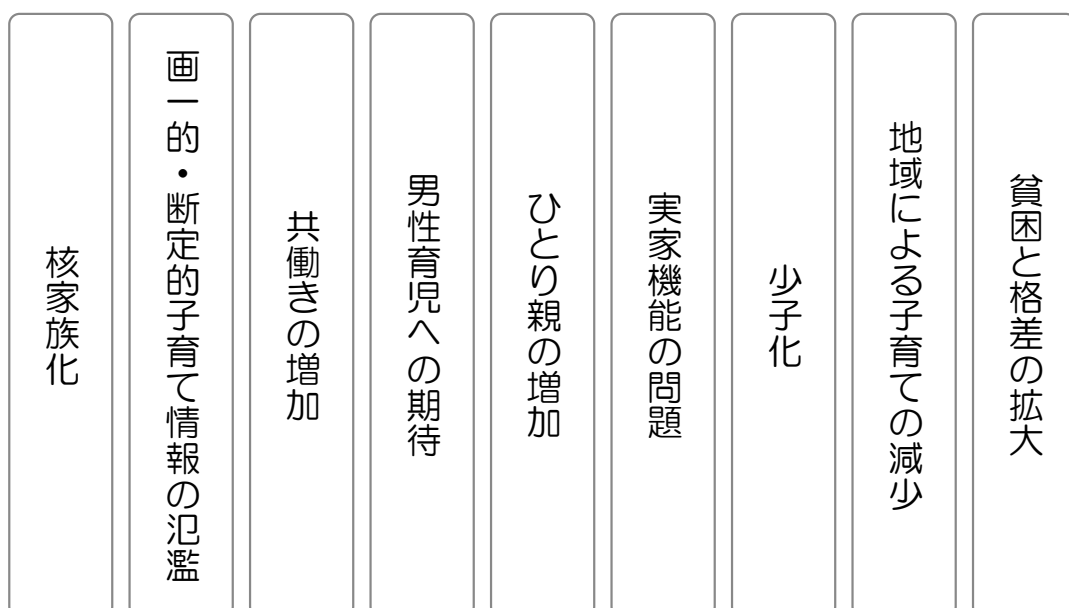 貧困と格差の拡大
地域による子育ての減少
少子化
実家機能の問題
ひとり親の増加
男性育児への期待
共働きの増加
画一的・断定的子育て情報の氾濫
核家族化